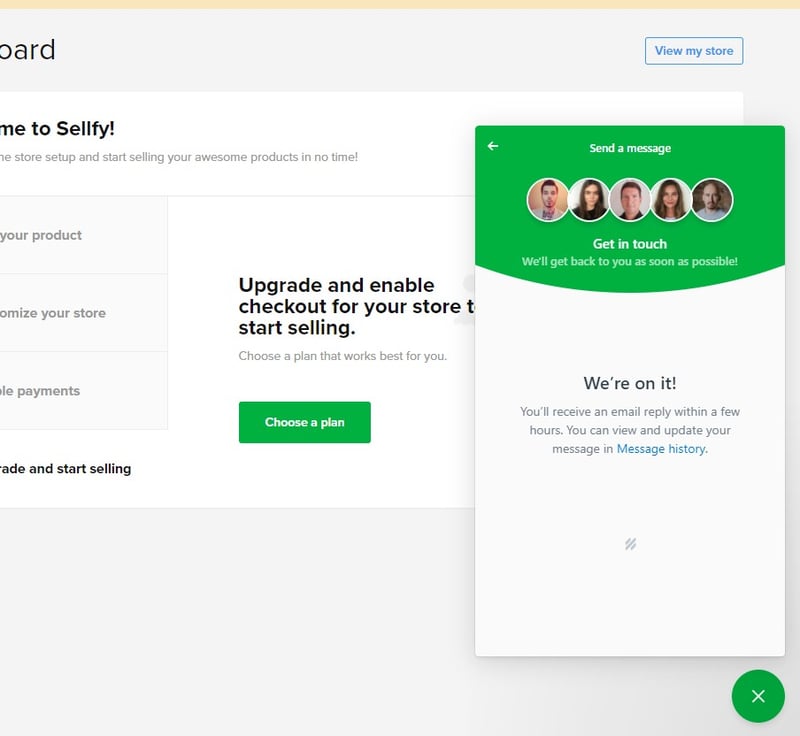 oard
View my store
me to Sellfy!
ne store setup and start selling your awesome products in no time!
your product
omize your store
ole payments
rade and start selling
Upgrade and enable
checkout for your store t
start selling.
Choose a plan that works best for you.
Choose a plan
Send a message
Get in touch
We'll get back to you as soon as possible!
We're on it!
You'll receive an email reply within a few
hours. You can view and update your
message in Message history.